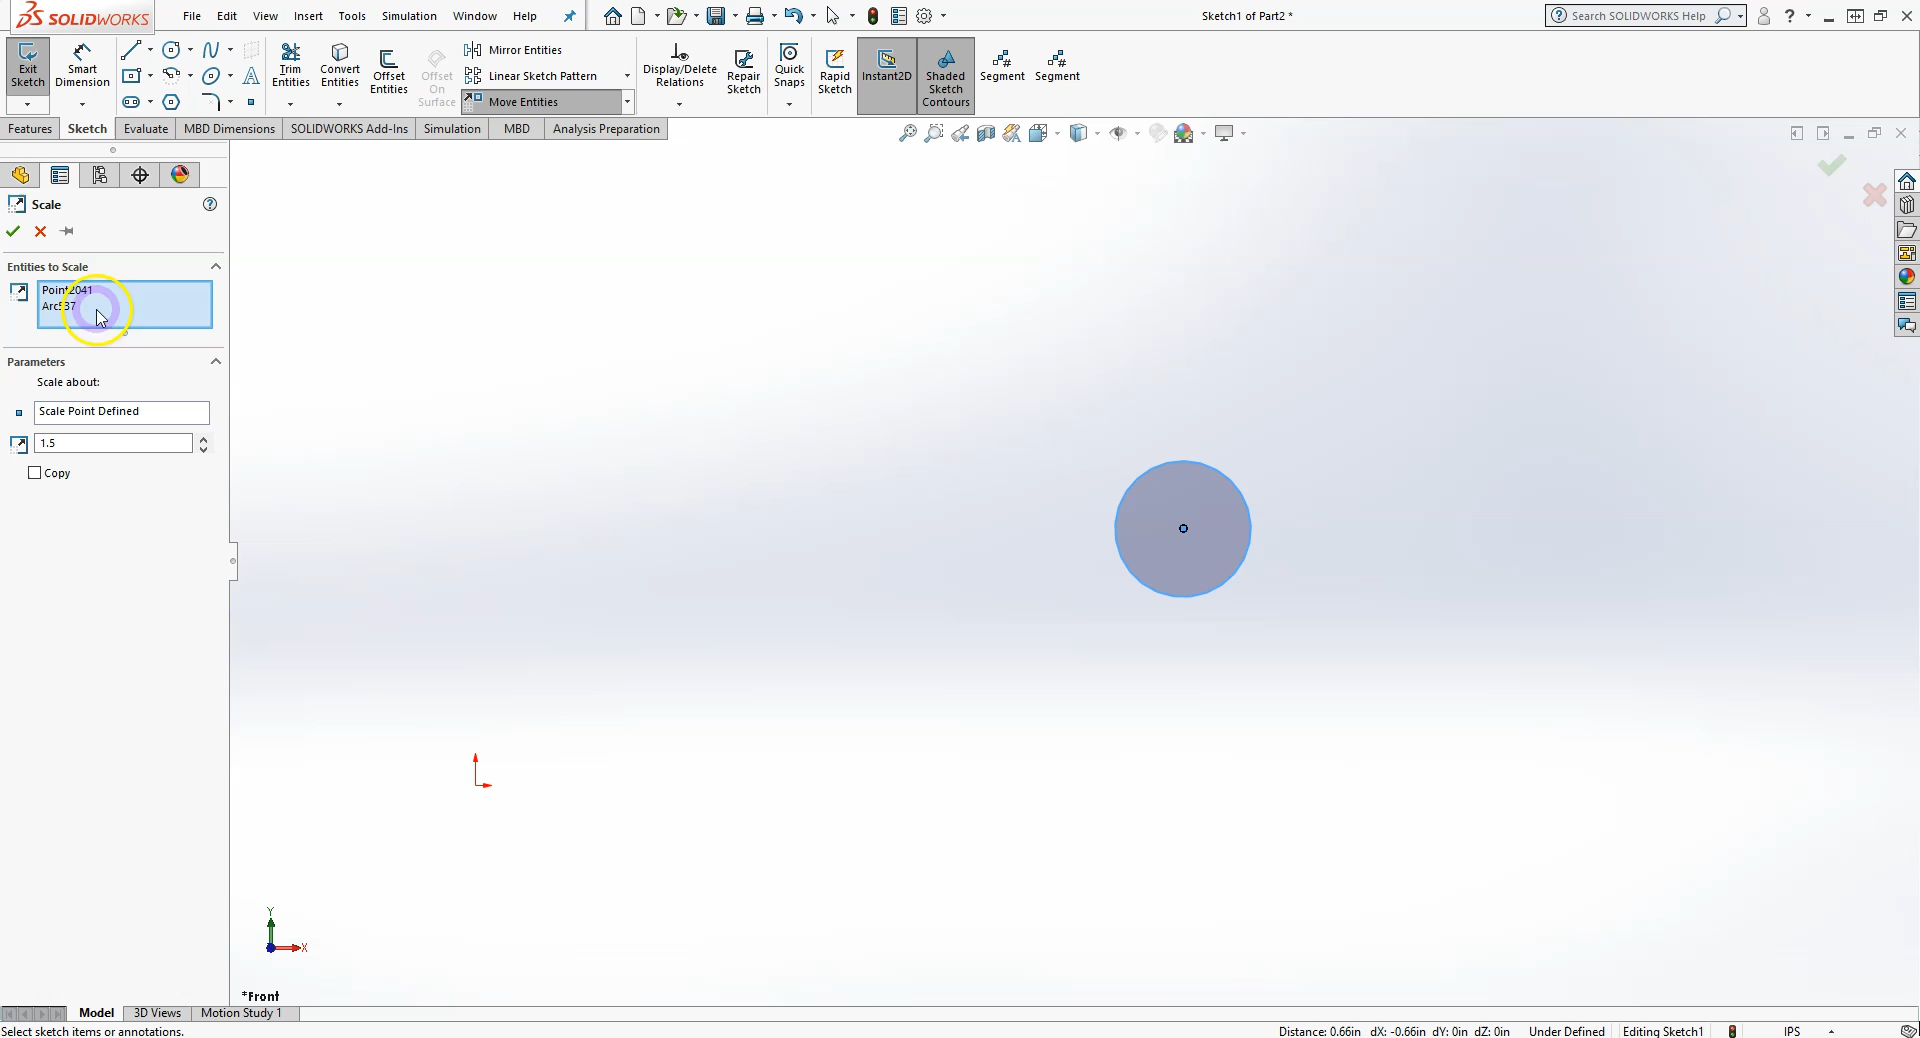 SOLIDWORKS
File Edit View Insert Tools Simulation Window Help
Sketch1 of Part2 *
Search SOLIDWORKS Help
Exit Sketch
Smart Dimension
Trim Entities
Convert Entities
Offset Entities
Offset On Surface
Mirror Entities
Linear Sketch Pattern
Move Entities
Display/Delete Relations
Repair Sketch
Quick Snaps
Rapid Sketch
Instant2D
Shaded Sketch Contours
Segment
Segment
Features Sketch Evaluate MBD Dimensions SOLIDWORKS Add-Ins Simulation MBD Analysis Preparation
Scale
Entities to Scale
Point2041
Arc537
Parameters
Scale about:
Scale Point Defined
1.5
Copy
Y
X
*Front
Model 3D Views Motion Study 1
Select sketch items or annotations.
Distance: 0.66in dX: -0.66in dY: 0in dZ: 0in Under Defined Editing Sketch1 IPS